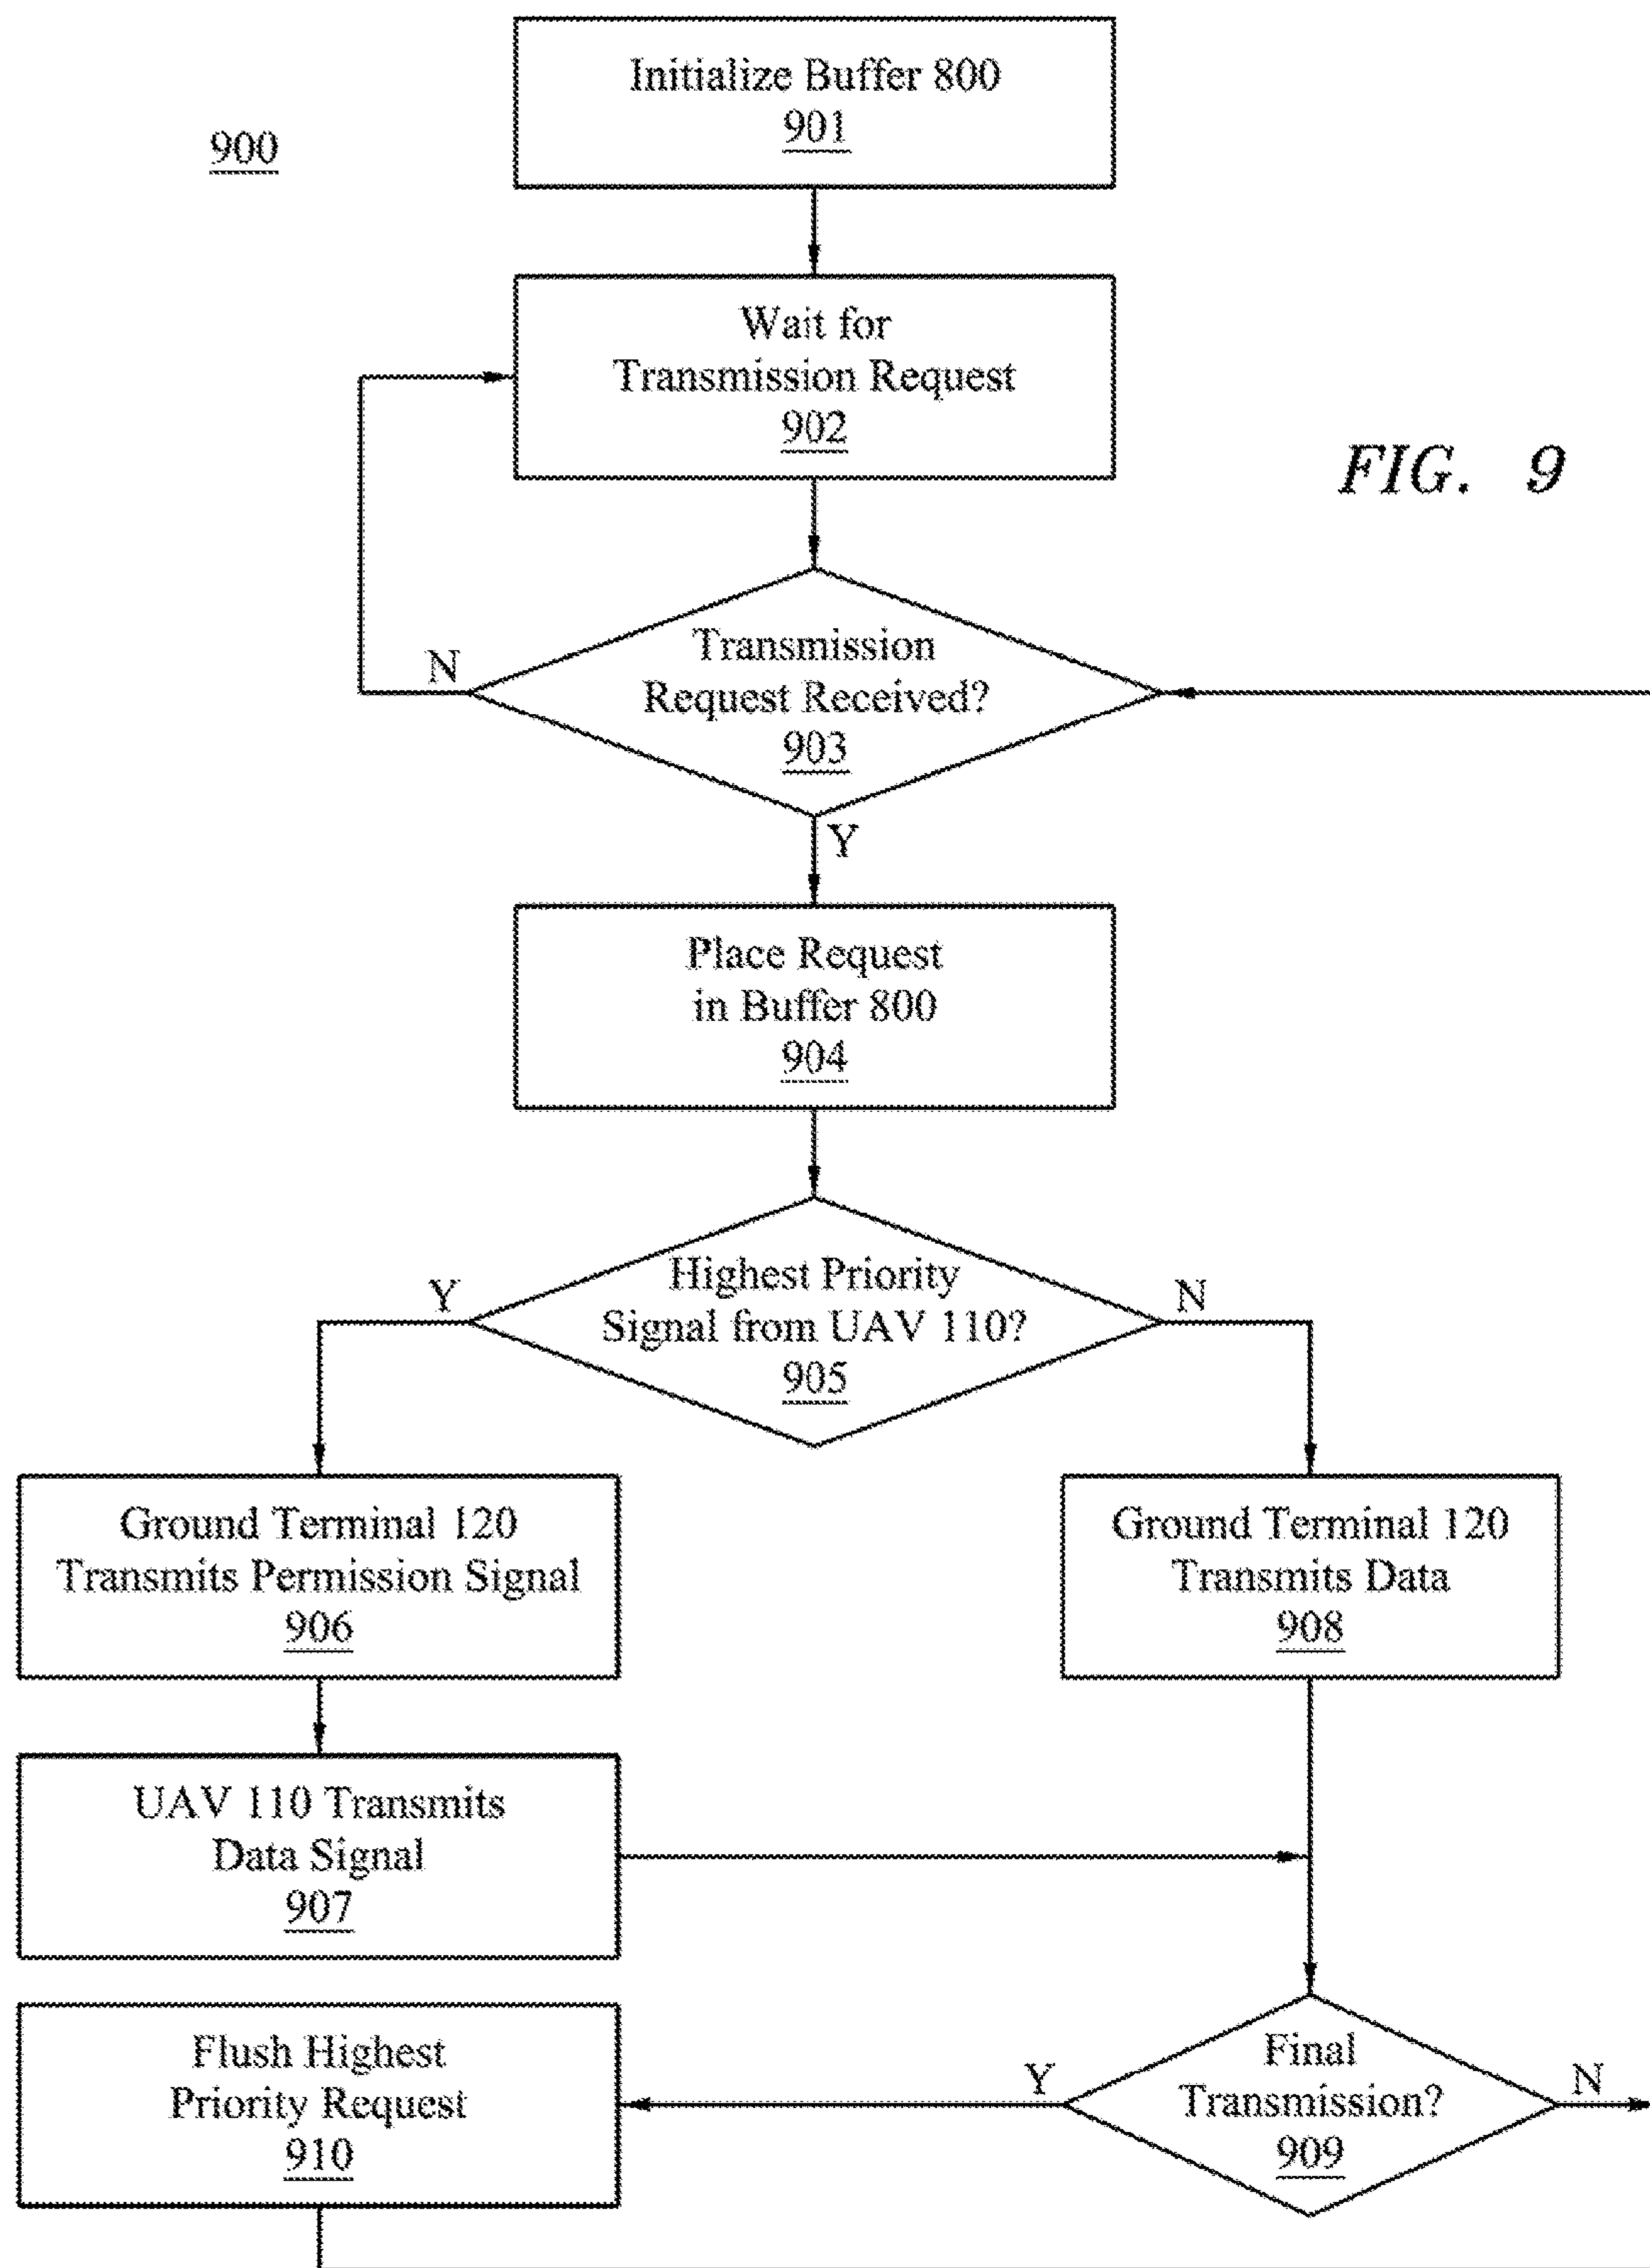 Initialize Buffer 800
901
900
Wait for
Transmission Request
902
FIG. 9
Transmission
Request Received?
903
N
Y
Place Request
in Buffer 800
904
Highest Priority
Signal from UAV 110?
905
Y
N
Ground Terminal 120
Transmits Permission Signal
906
Ground Terminal 120
Transmits Data
908
UAV 110 Transmits
Data Signal
907
Flush Highest
Priority Request
910
Final
Transmission?
909
Y
N